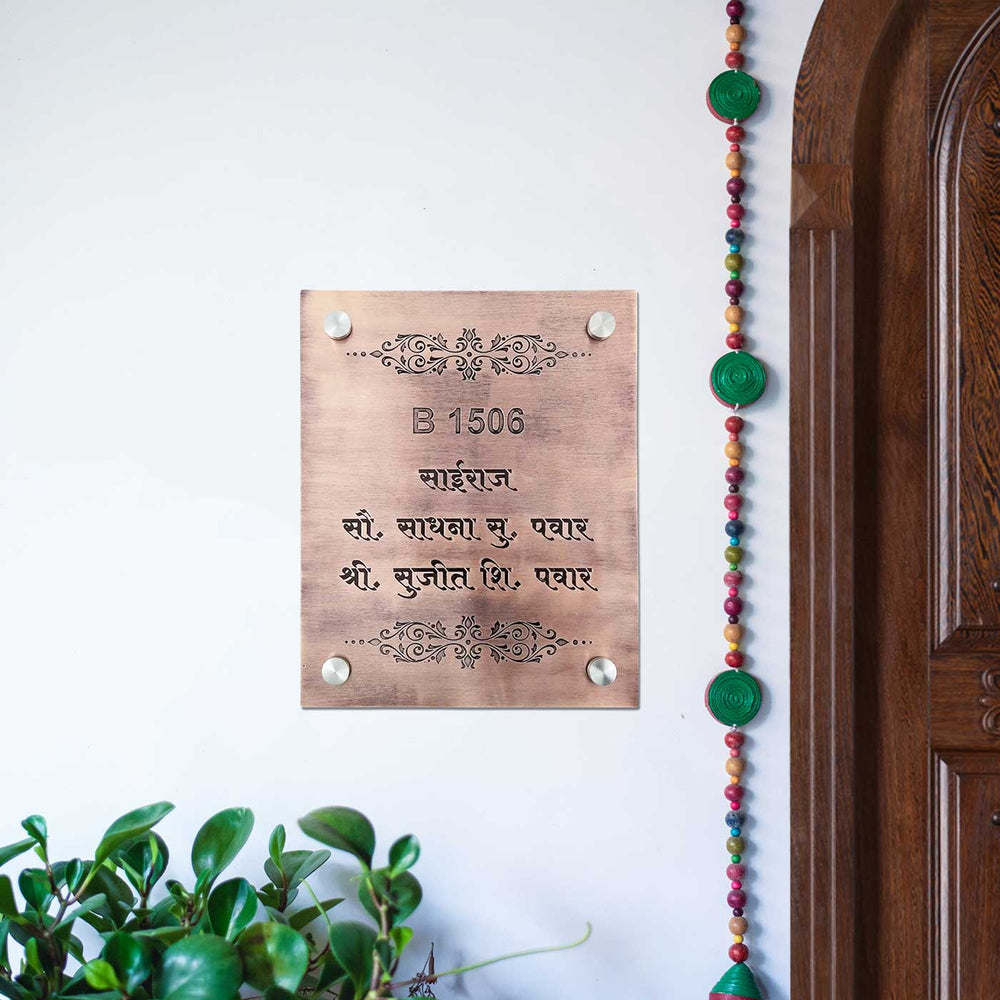 B 1506
साईराज
सौ. साधना सु. पवार
श्री. सुजीत शि. पवार